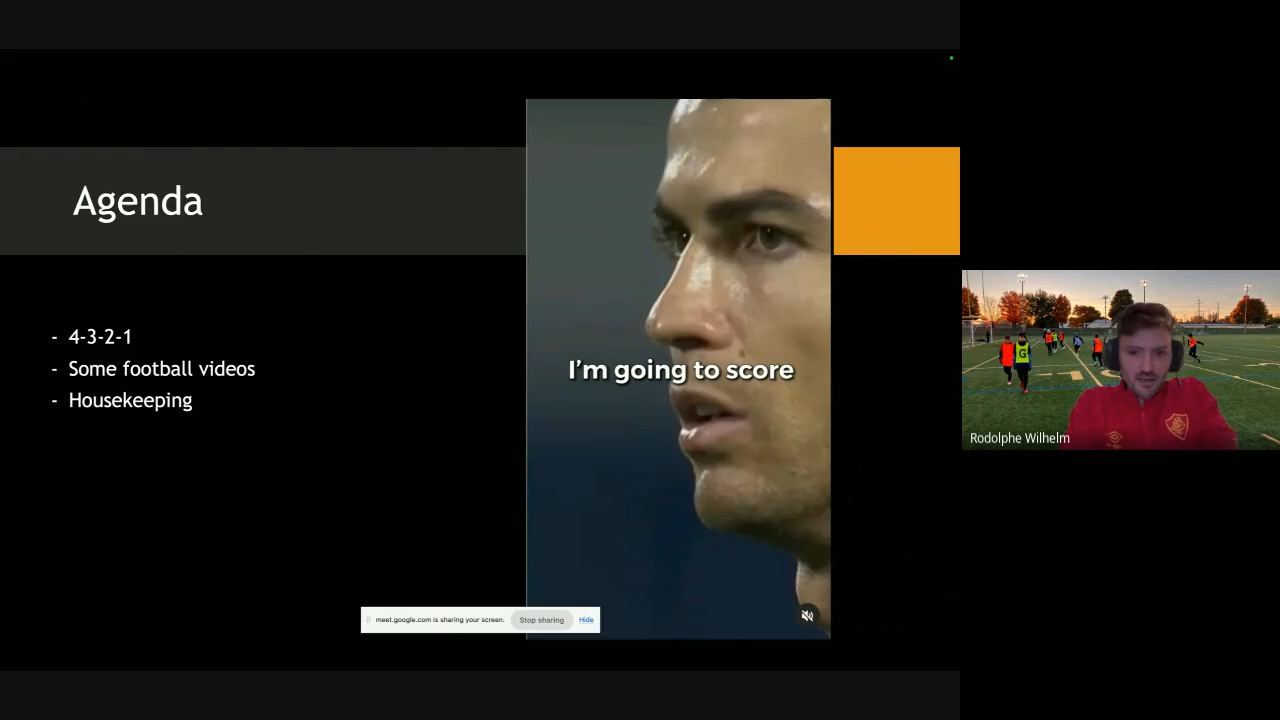 Agenda
- 4-3-2-1
- Some football videos
- Housekeeping
I'm going to score
meet.google.com is sharing your screen. Stop sharing Hide
G
Rodolphe Wilhelm